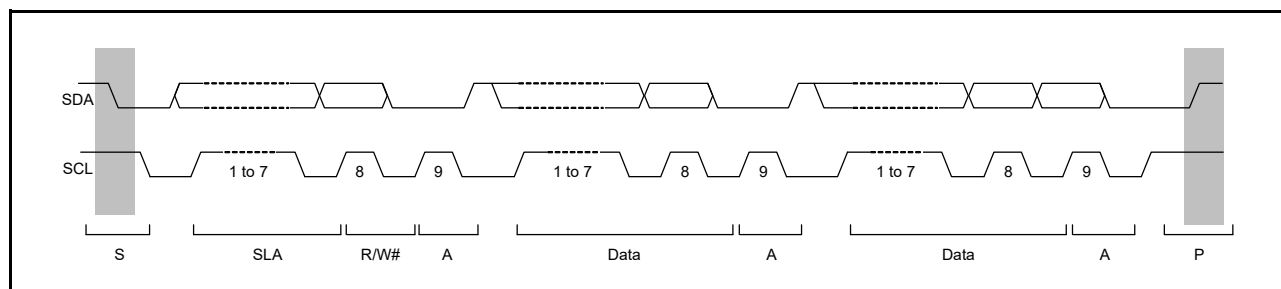 SDA
SCL
1 to 7 8 9 1 to 7 8 9 1 to 7 8 9
S SLA R/W# A Data A Data A P